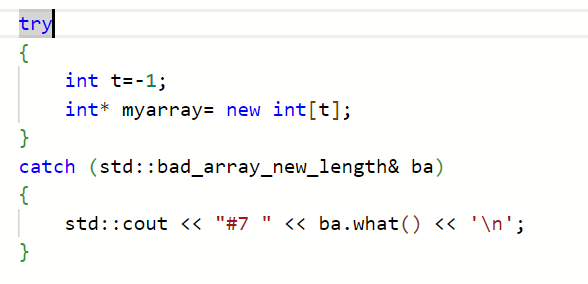 try
{
    int t=-1;
    int* myarray= new int[t];
}
catch (std::bad_array_new_length& ba)
{
    std::cout << "#7 " << ba.what() << '\n';
}